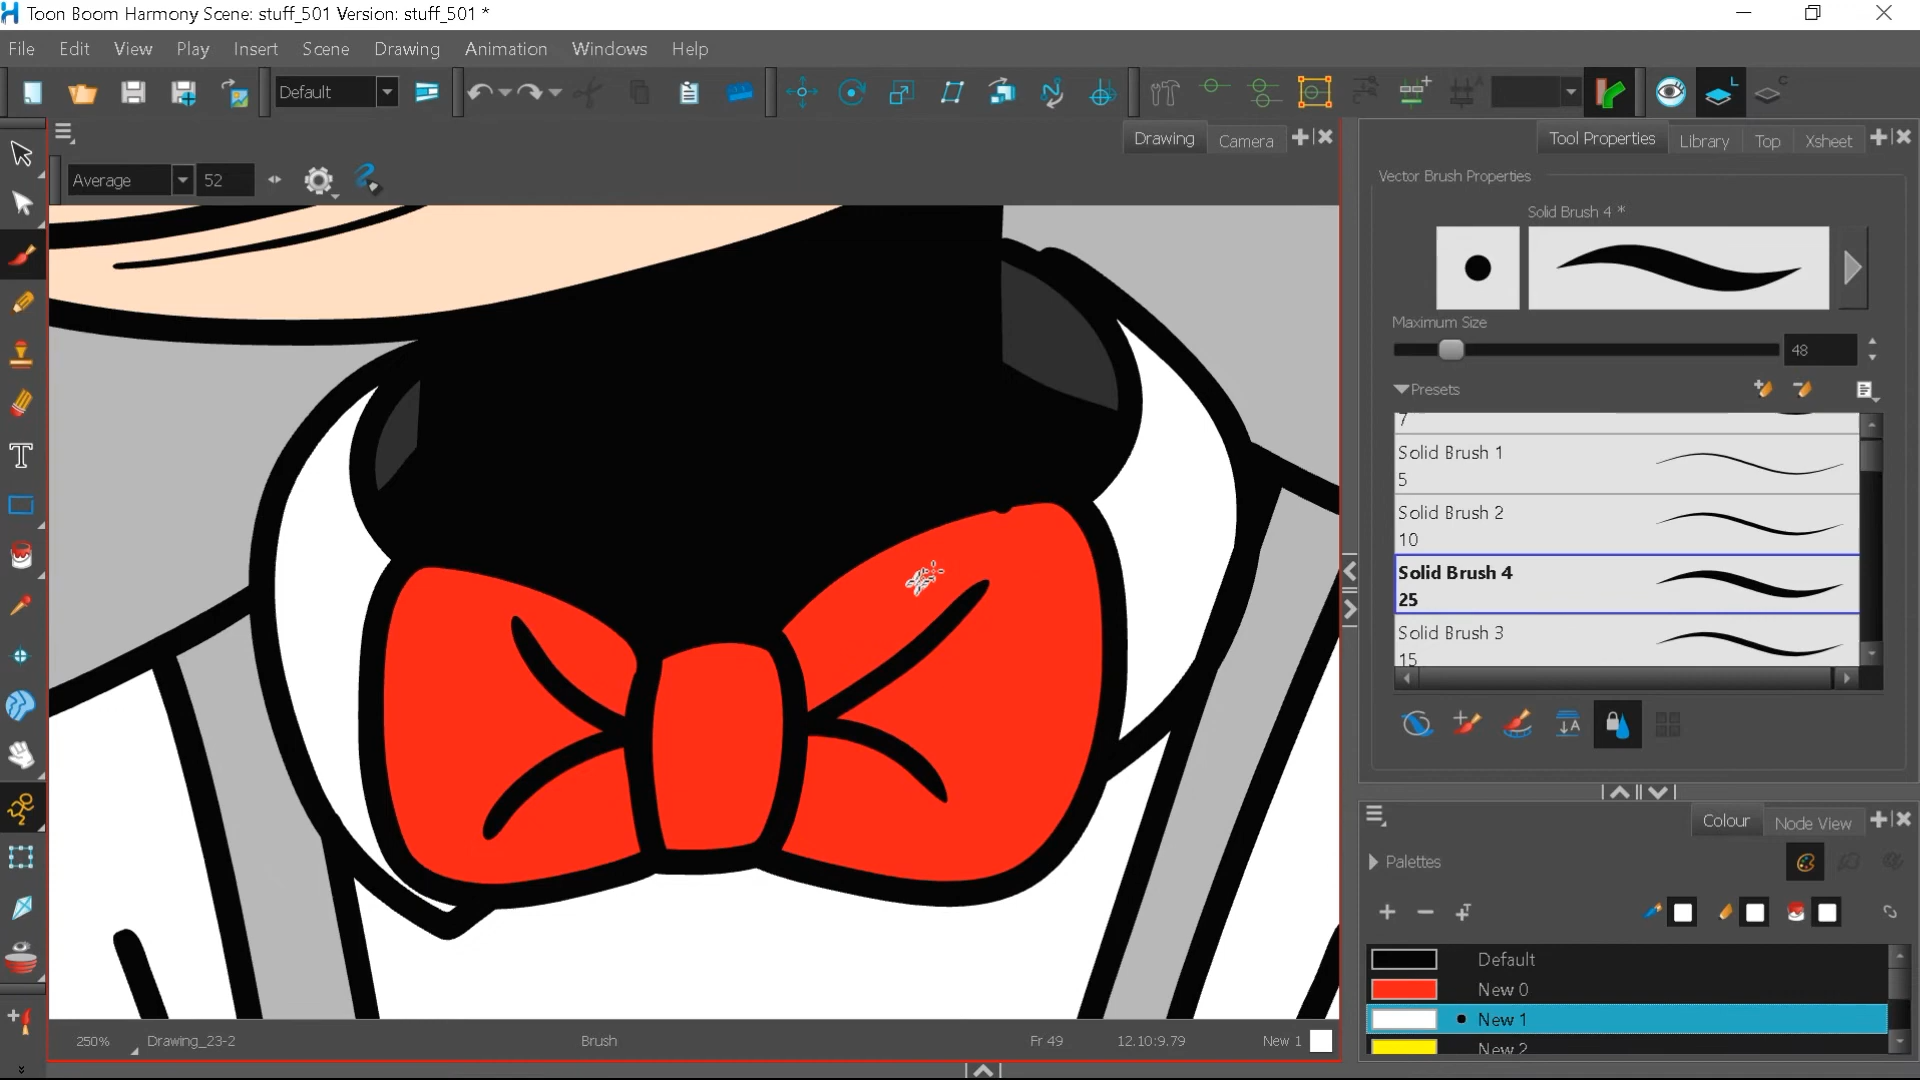 Toon Boom Harmony Scene: stuff_501 Version: stuff_501 *
File Edit View Play Insert Scene Drawing Animation Windows Help
Default
Drawing Camera
Tool Properties Library Top Xsheet
Average 52
Vector Brush Properties
Solid Brush 4 *
Maximum Size
48
Presets
7
Solid Brush 1
5
Solid Brush 2
10
Solid Brush 4
25
Solid Brush 3
15
Colour Node View
Palettes
Default
New 0
New 1
New 2
250% Drawing_23-2 Brush Fr 49 12.10:9.79 New 1